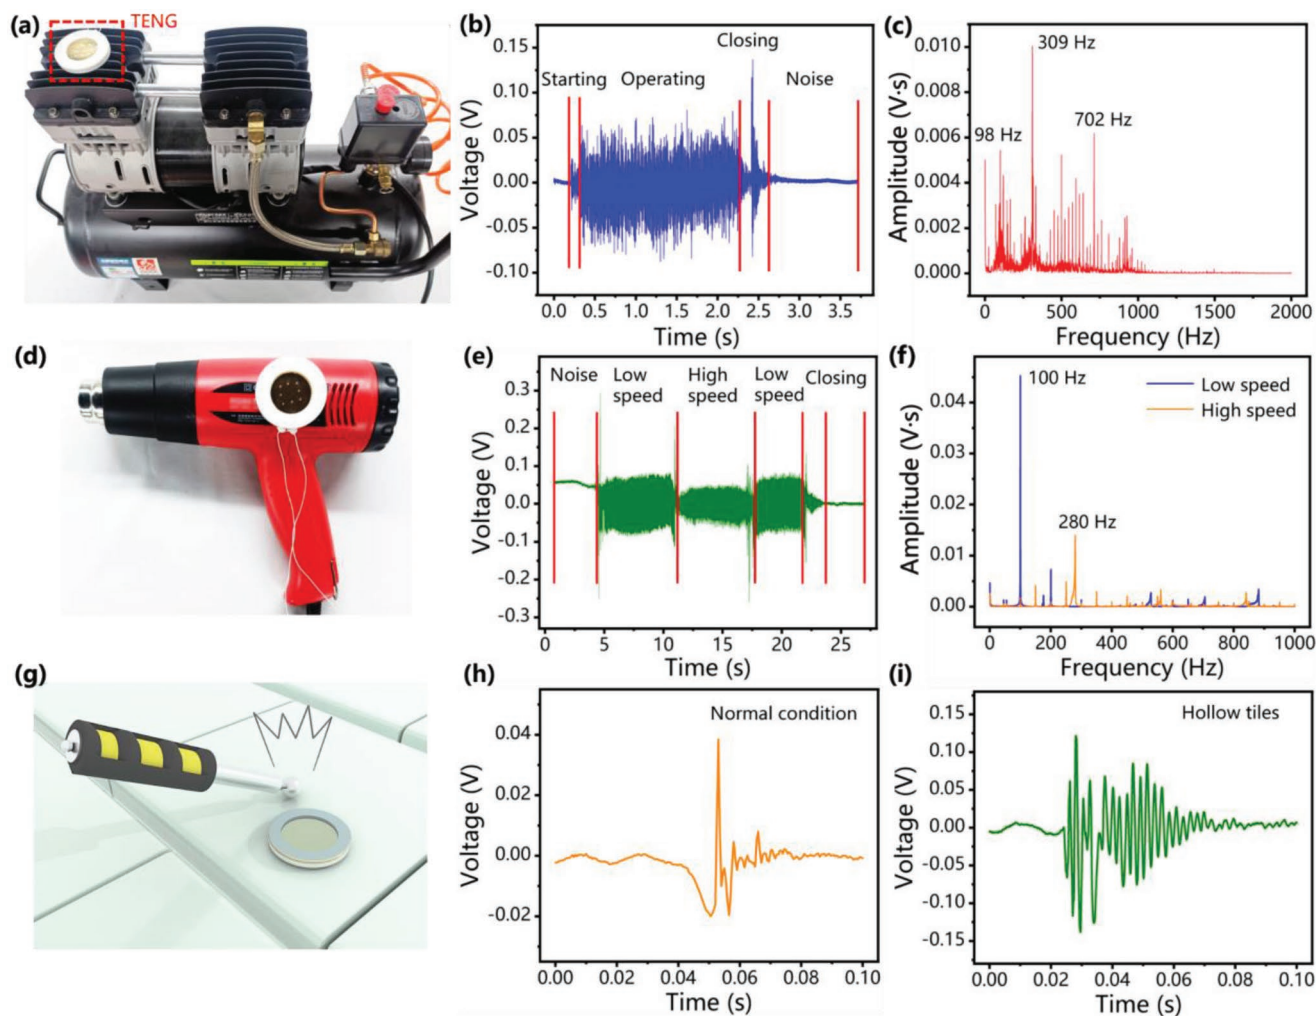 (a)
TENG
(b)
0.15
0.10
0.05
0.00
-0.05
-0.10
Voltage (V)
Starting
Operating
Closing
Noise
0.0 0.5 1.0 1.5 2.0 2.5 3.0 3.5
Time (s)
(c)
0.010
0.008
0.006
0.004
0.002
0.000
Amplitude (V·s)
98 Hz
309 Hz
702 Hz
0 500 1000 1500 2000
Frequency (Hz)
(d)
(e)
0.3
0.2
0.1
0.0
-0.1
-0.2
-0.3
Voltage (V)
Noise
Low
speed
High
speed
Low
speed
Closing
0 5 10 15 20 25
Time (s)
(f)
0.05
0.04
0.03
0.02
0.01
0.00
Amplitude (V·s)
100 Hz
280 Hz
Low speed
High speed
0 200 400 600 800 1000
Frequency (Hz)
(g)
(h)
0.04
0.02
0.00
-0.02
Voltage (V)
Normal condition
0.00 0.02 0.04 0.06 0.08 0.10
Time (s)
(i)
0.15
0.10
0.05
0.00
-0.05
-0.10
-0.15
Voltage (V)
Hollow tiles
0.00 0.02 0.04 0.06 0.08 0.10
Time (s)